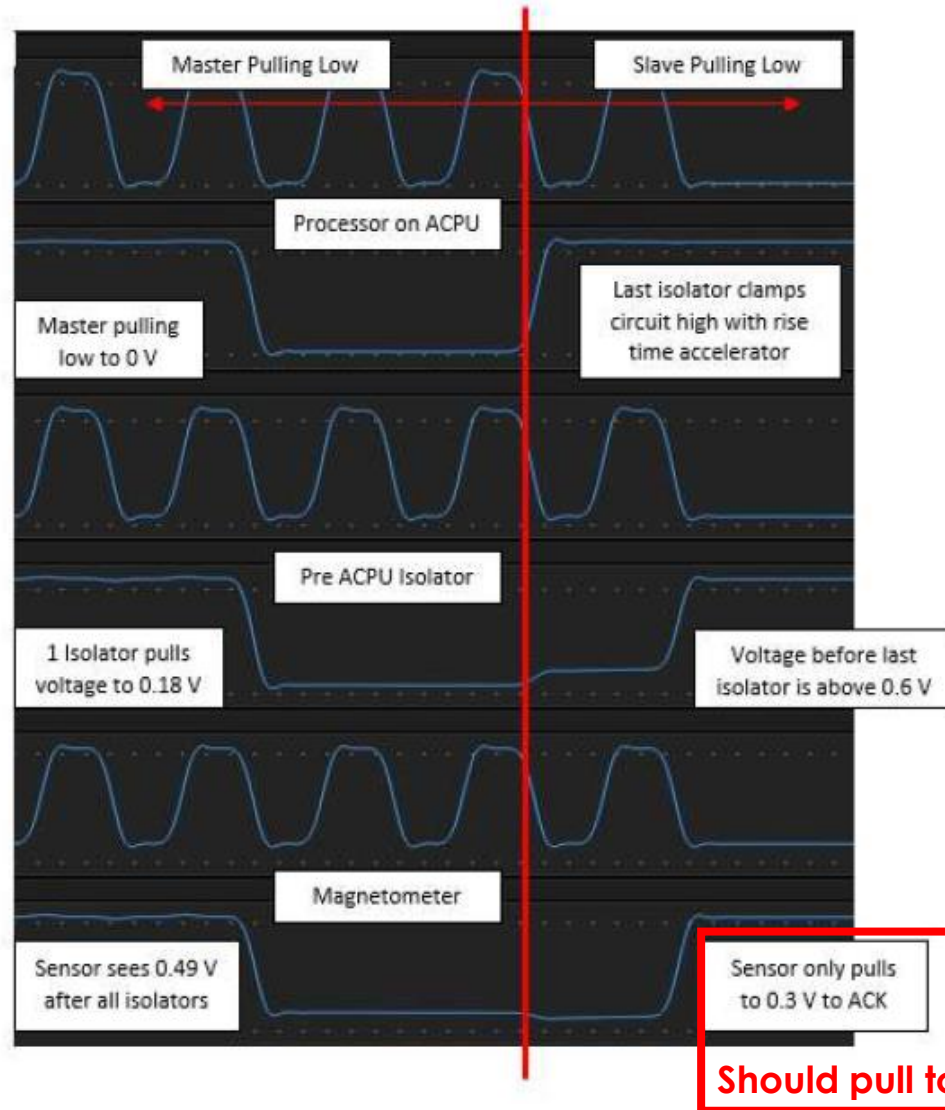 Master Pulling Low
Slave Pulling Low
Processor on ACPU
Master pulling
low to 0 V
Last isolator clamps
circuit high with rise
time accelerator
Pre ACPU Isolator
1 Isolator pulls
voltage to 0.18 V
Voltage before last
isolator is above 0.6 V
Magnetometer
Sensor sees 0.49 V
after all isolators
Sensor only pulls
to 0.3 V to ACK
Should pull